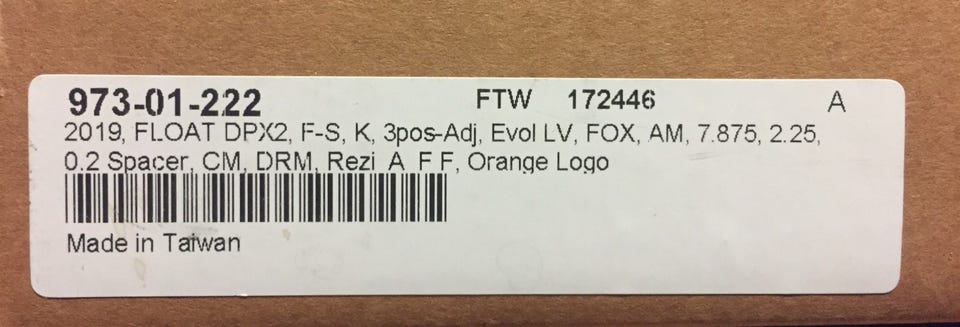 973-01-222 FTW 172446 A
2019, FLOAT DPX2, F-S, K, 3pos-Adj, Evol LV, FOX, AM, 7.875, 2.25,
0.2 Spacer, CM, DRM, Rezi A F F, Orange Logo
Made in Taiwan